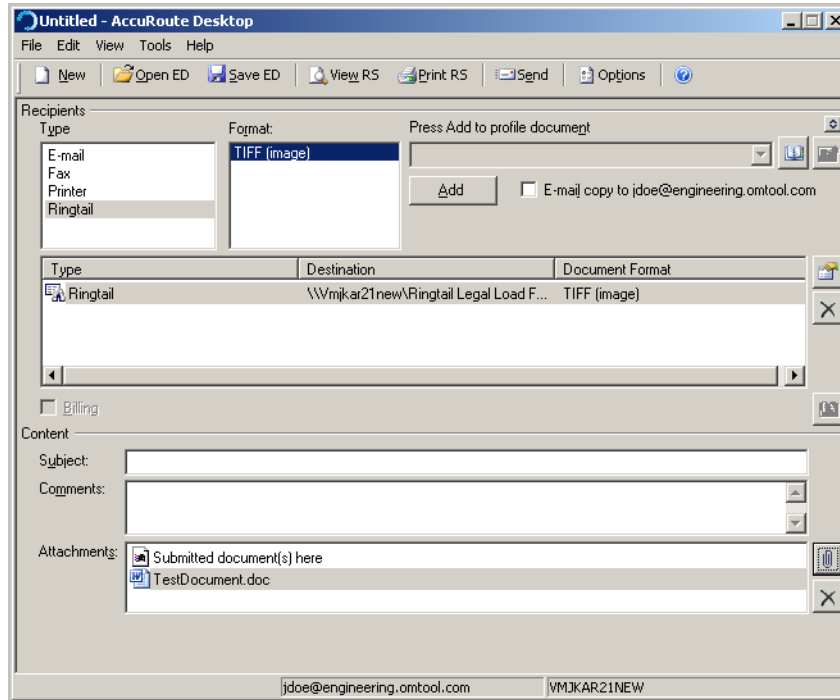 Untitled - AccuRoute Desktop
File Edit View Tools Help
New Open ED Save ED View RS Print RS Send Options
Recipients
Type Format: Press Add to profile document
E-mail TIFF (image)
Fax
Printer
Ringtail
Add E-mail copy to jdoe@engineering.omtool.com
Type Destination Document Format
Ringtail \\Vmjkar21new\Ringtail Legal Load F... TIFF (image)
Billing
Content
Subject:
Comments:
Attachments: Submitted document(s) here
TestDocument.doc
jdoe@engineering.omtool.com VMJKAR21NEW